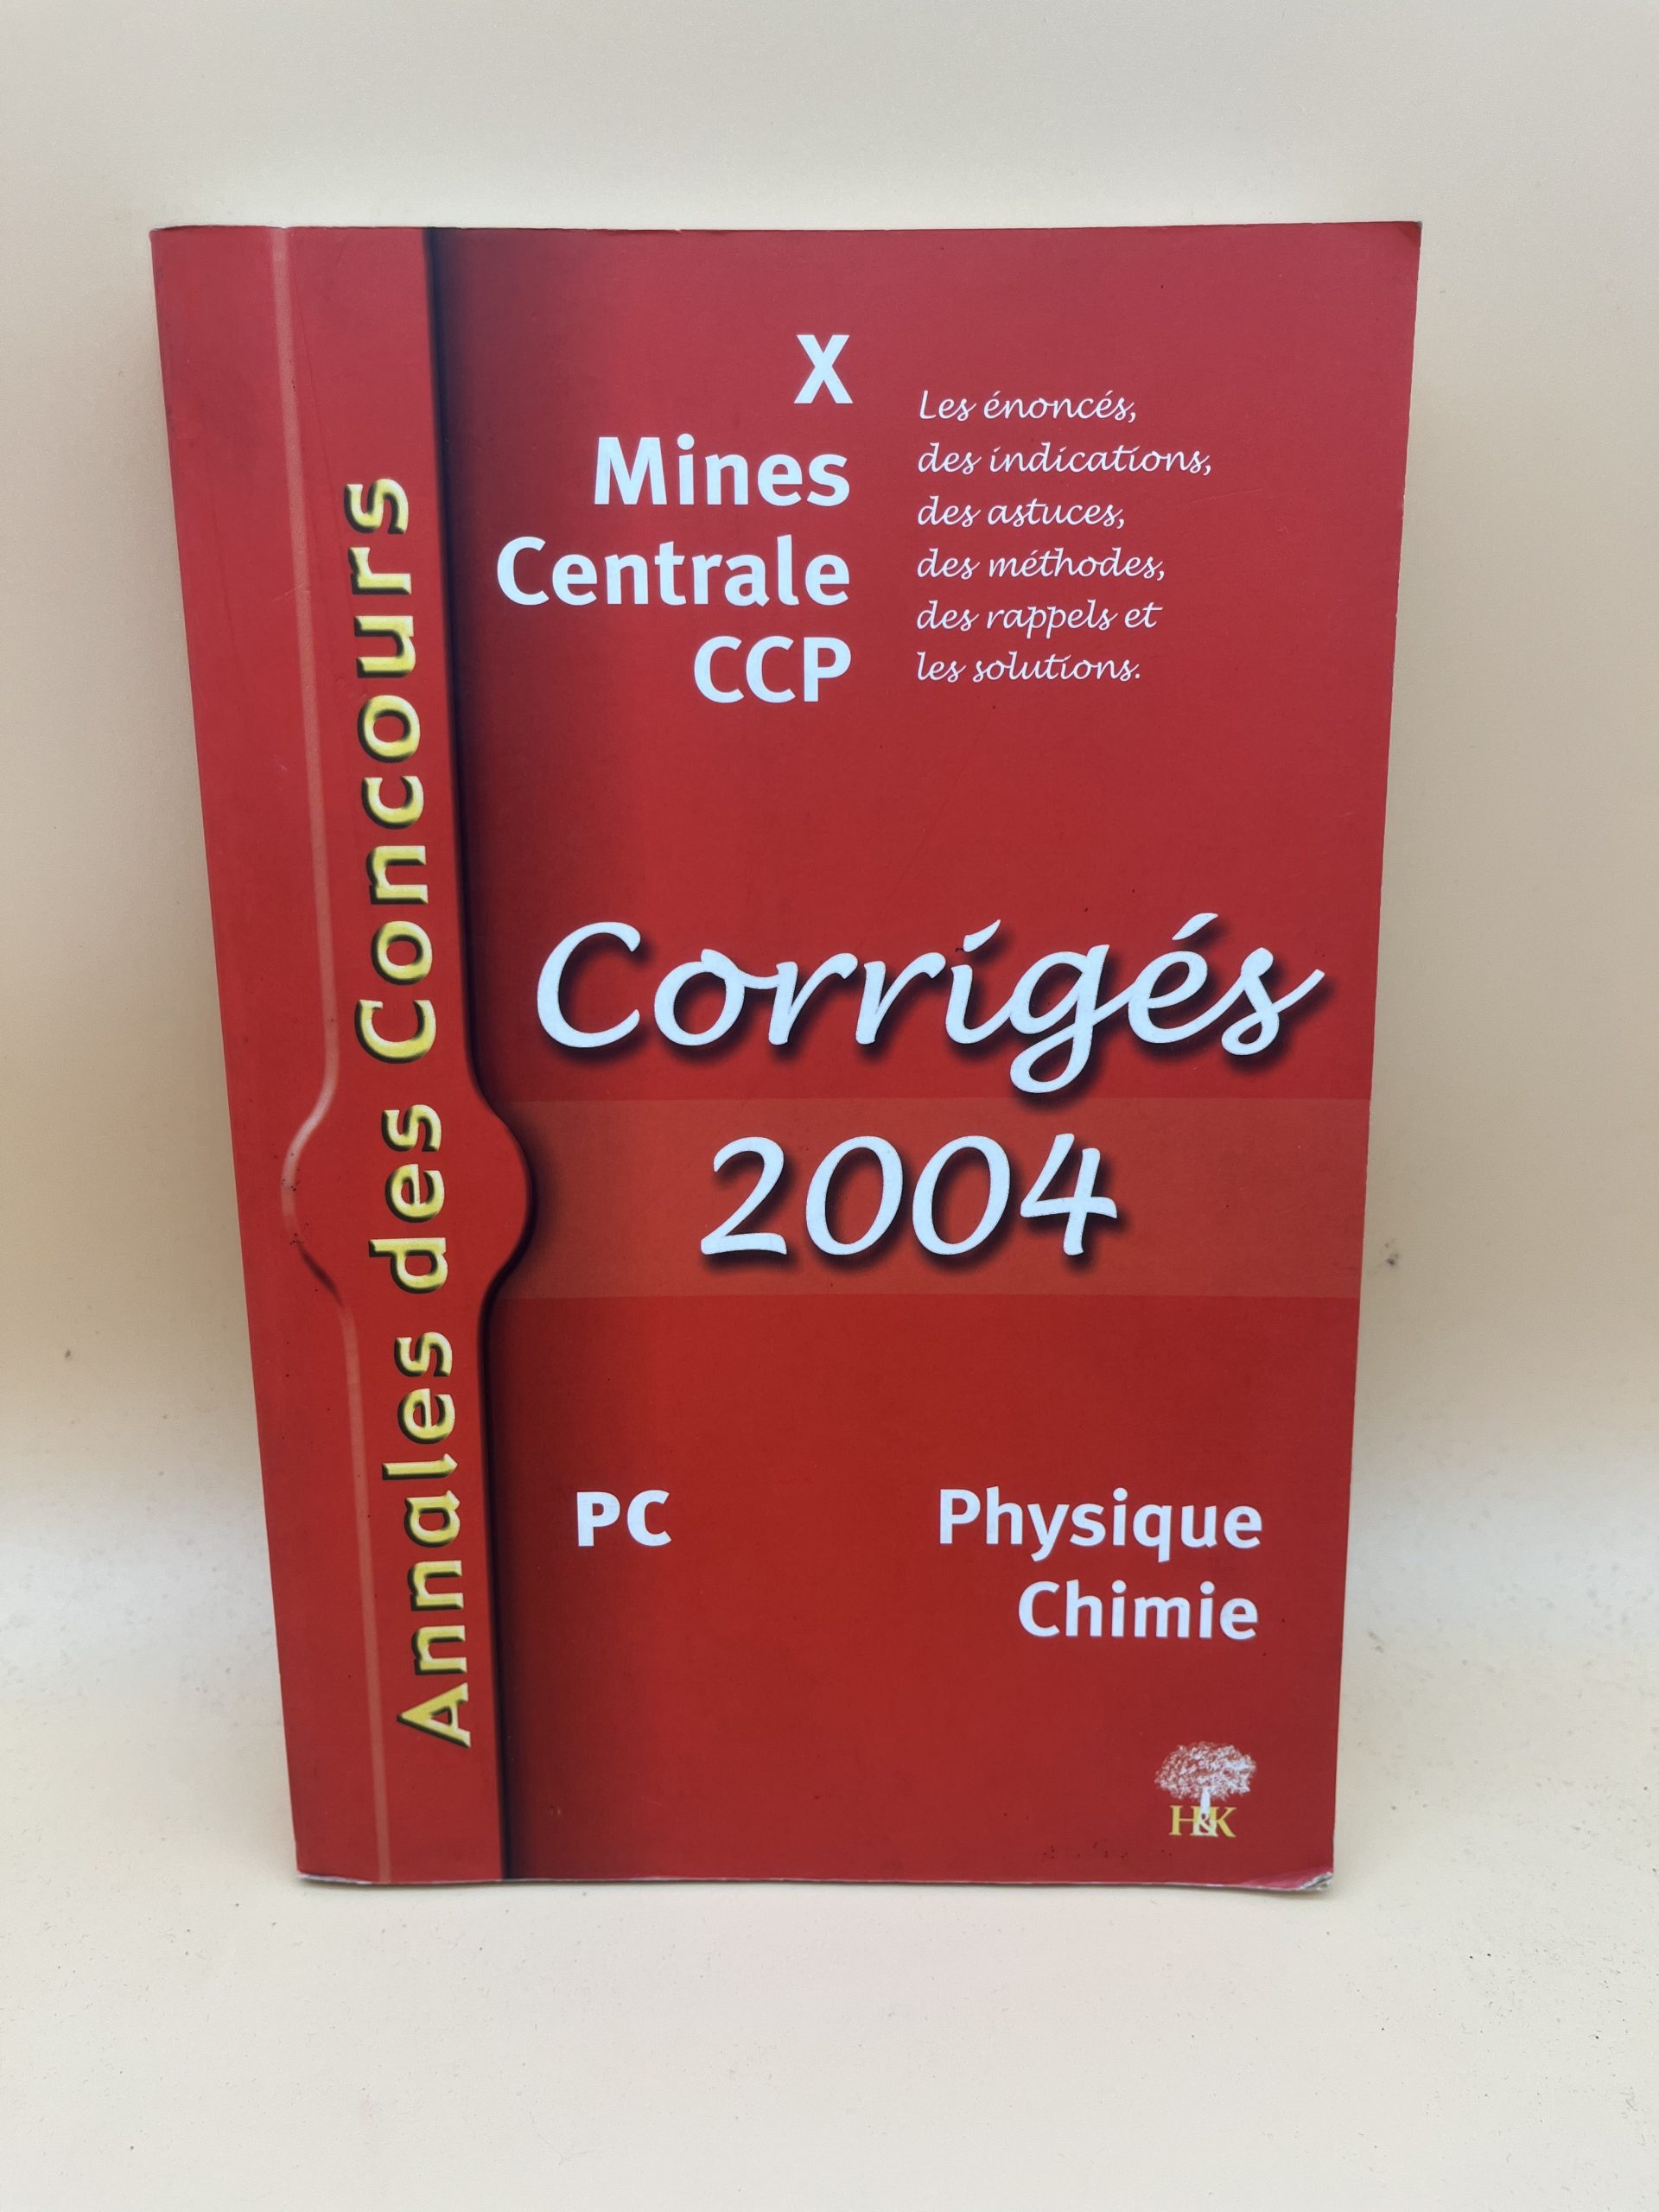 Annales des Concours
X
Mines
Centrale
CCP
Les énoncés,
des indications,
des astuces,
des méthodes,
des rappels et
les solutions.
Corrigés
2004
PC
Physique
Chimie
H&K